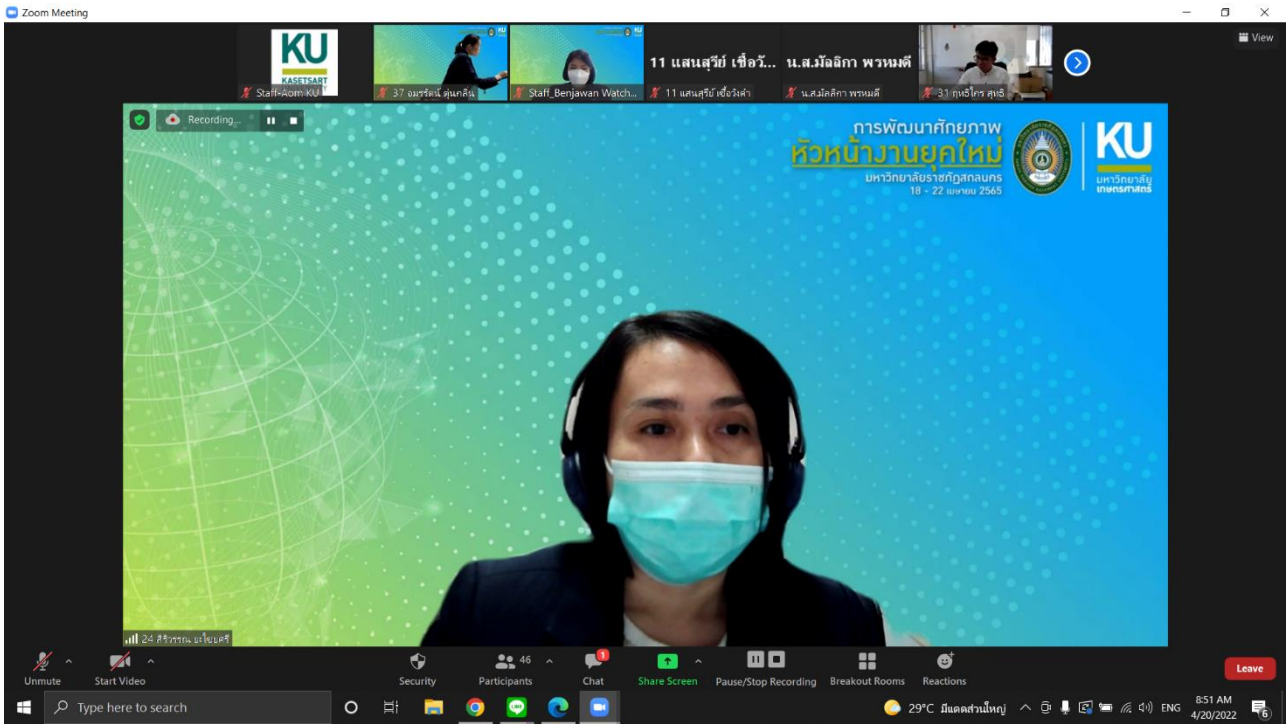 Zoom Meeting
View
KU
KASETSART
Staff-Aom KU
37 อมรรัตน์ ตุ่นกลิ่น
Staff_Benjawan Watch...
11 แสนสุรีย์ เชื้อวั...
11 แสนสุรีย์ เชื้อวังคำ
น.ส.มัลลิกา พรหมดี
น.ส.มัลลิกา พรหมดี
31 ฤทธิไกร สุทธิ
Recording...
การพัฒนาศักยภาพ
หัวหน้างานยุคใหม่
มหาวิทยาลัยราชภัฏสกลนคร
18 - 22 เมษายน 2565
KU
มหาวิทยาลัย
เกษตรศาสตร์
24 สิริวรรณ ยะไชยศรี
Unmute
Start Video
Security
46
Participants
1
Chat
Share Screen
Pause/Stop Recording
Breakout Rooms
Reactions
Leave
Type here to search
29°C มีแดดส่วนใหญ่
ENG
8:51 AM
4/20/2022
6